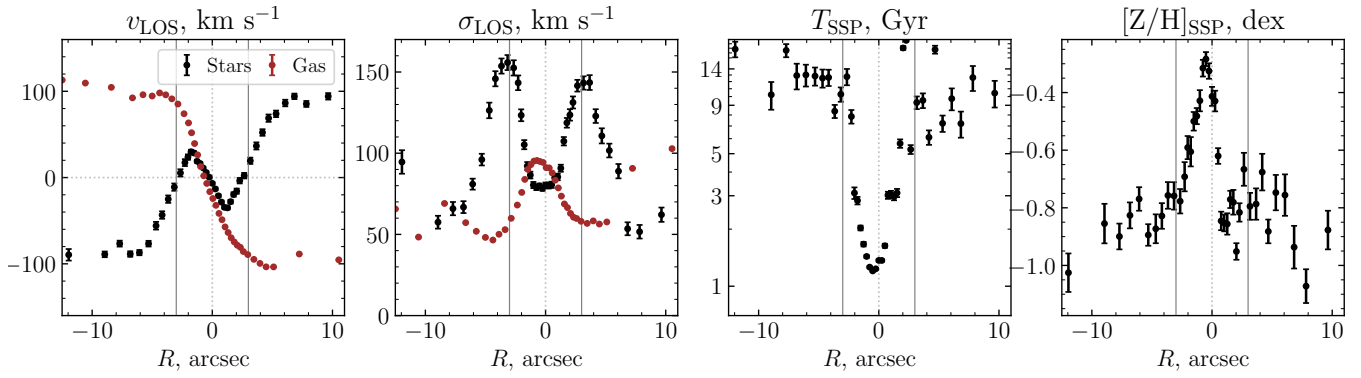 v_LOS, km s⁻¹
Stars
Gas
100
0
−100
−10
0
10
R, arcsec
σ_LOS, km s⁻¹
150
100
50
0
−10
0
10
R, arcsec
T_SSP, Gyr
14
9
5
3
1
−10
0
10
R, arcsec
[Z/H]_SSP, dex
−0.4
−0.6
−0.8
−1.0
−10
0
10
R, arcsec